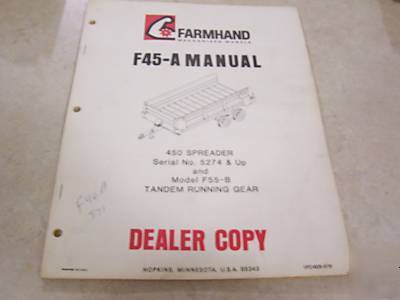 FARMHAND
F45-A MANUAL
450 SPREADER
Serial No. 5274 & Up
and
Model F55-B
TANDEM RUNNING GEAR
DEALER COPY
HOPKINS, MINNESOTA, U.S.A. 55343